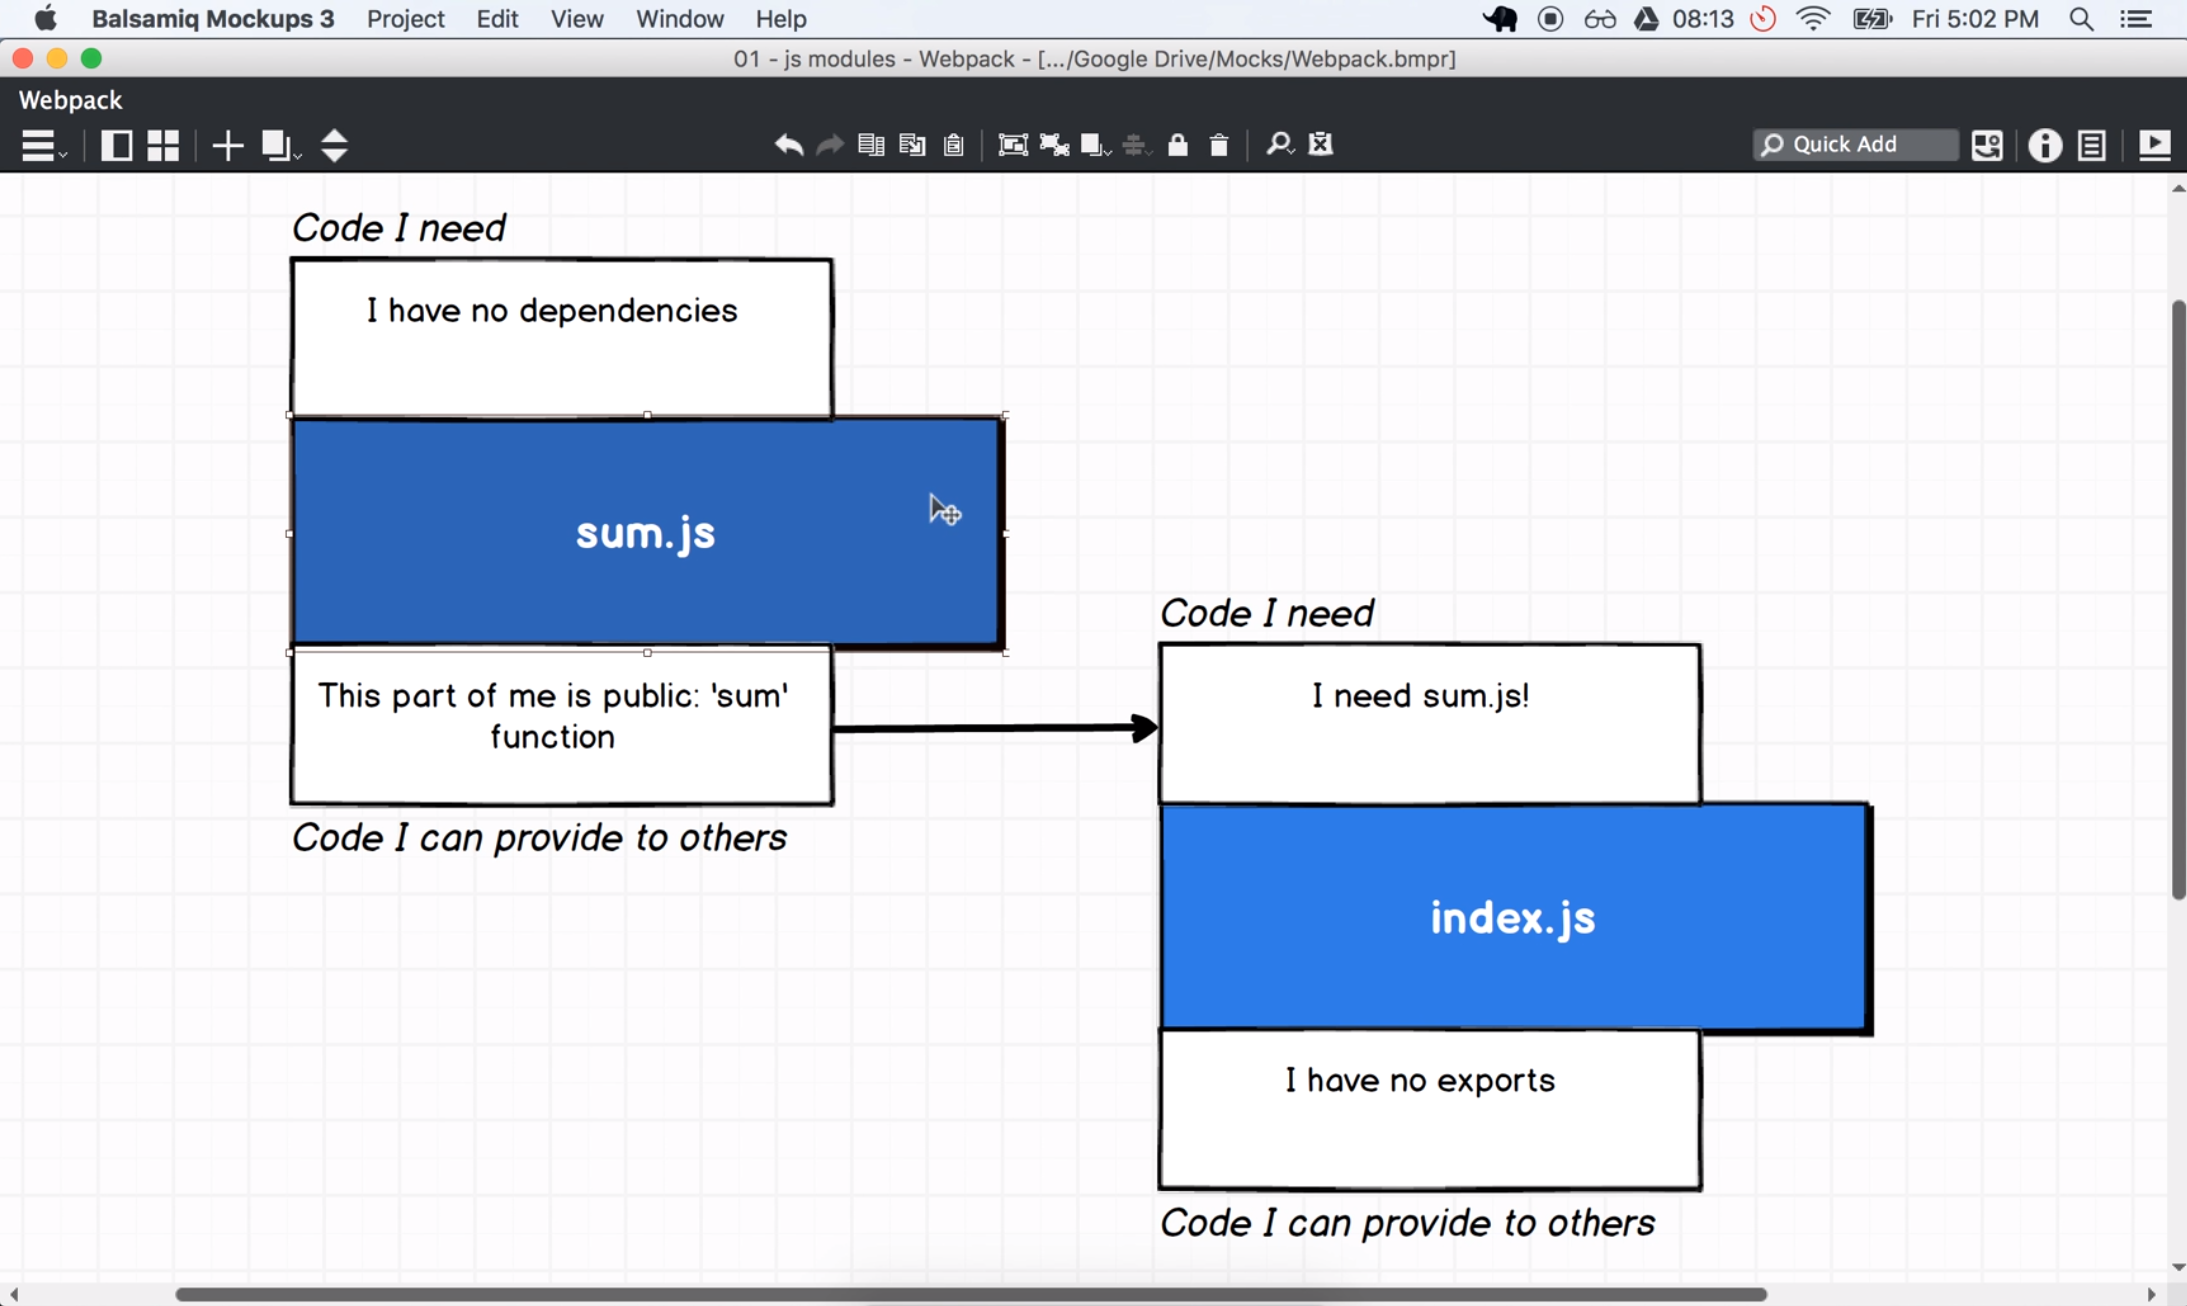 Balsamiq Mockups 3 Project Edit View Window Help 08:13 Fri 5:02 PM
01 - js modules - Webpack - [.../Google Drive/Mocks/Webpack.bmpr]
Webpack
Quick Add
Code I need
I have no dependencies
sum.js
This part of me is public: 'sum'
function
Code I can provide to others
Code I need
I need sum.js!
index.js
I have no exports
Code I can provide to others